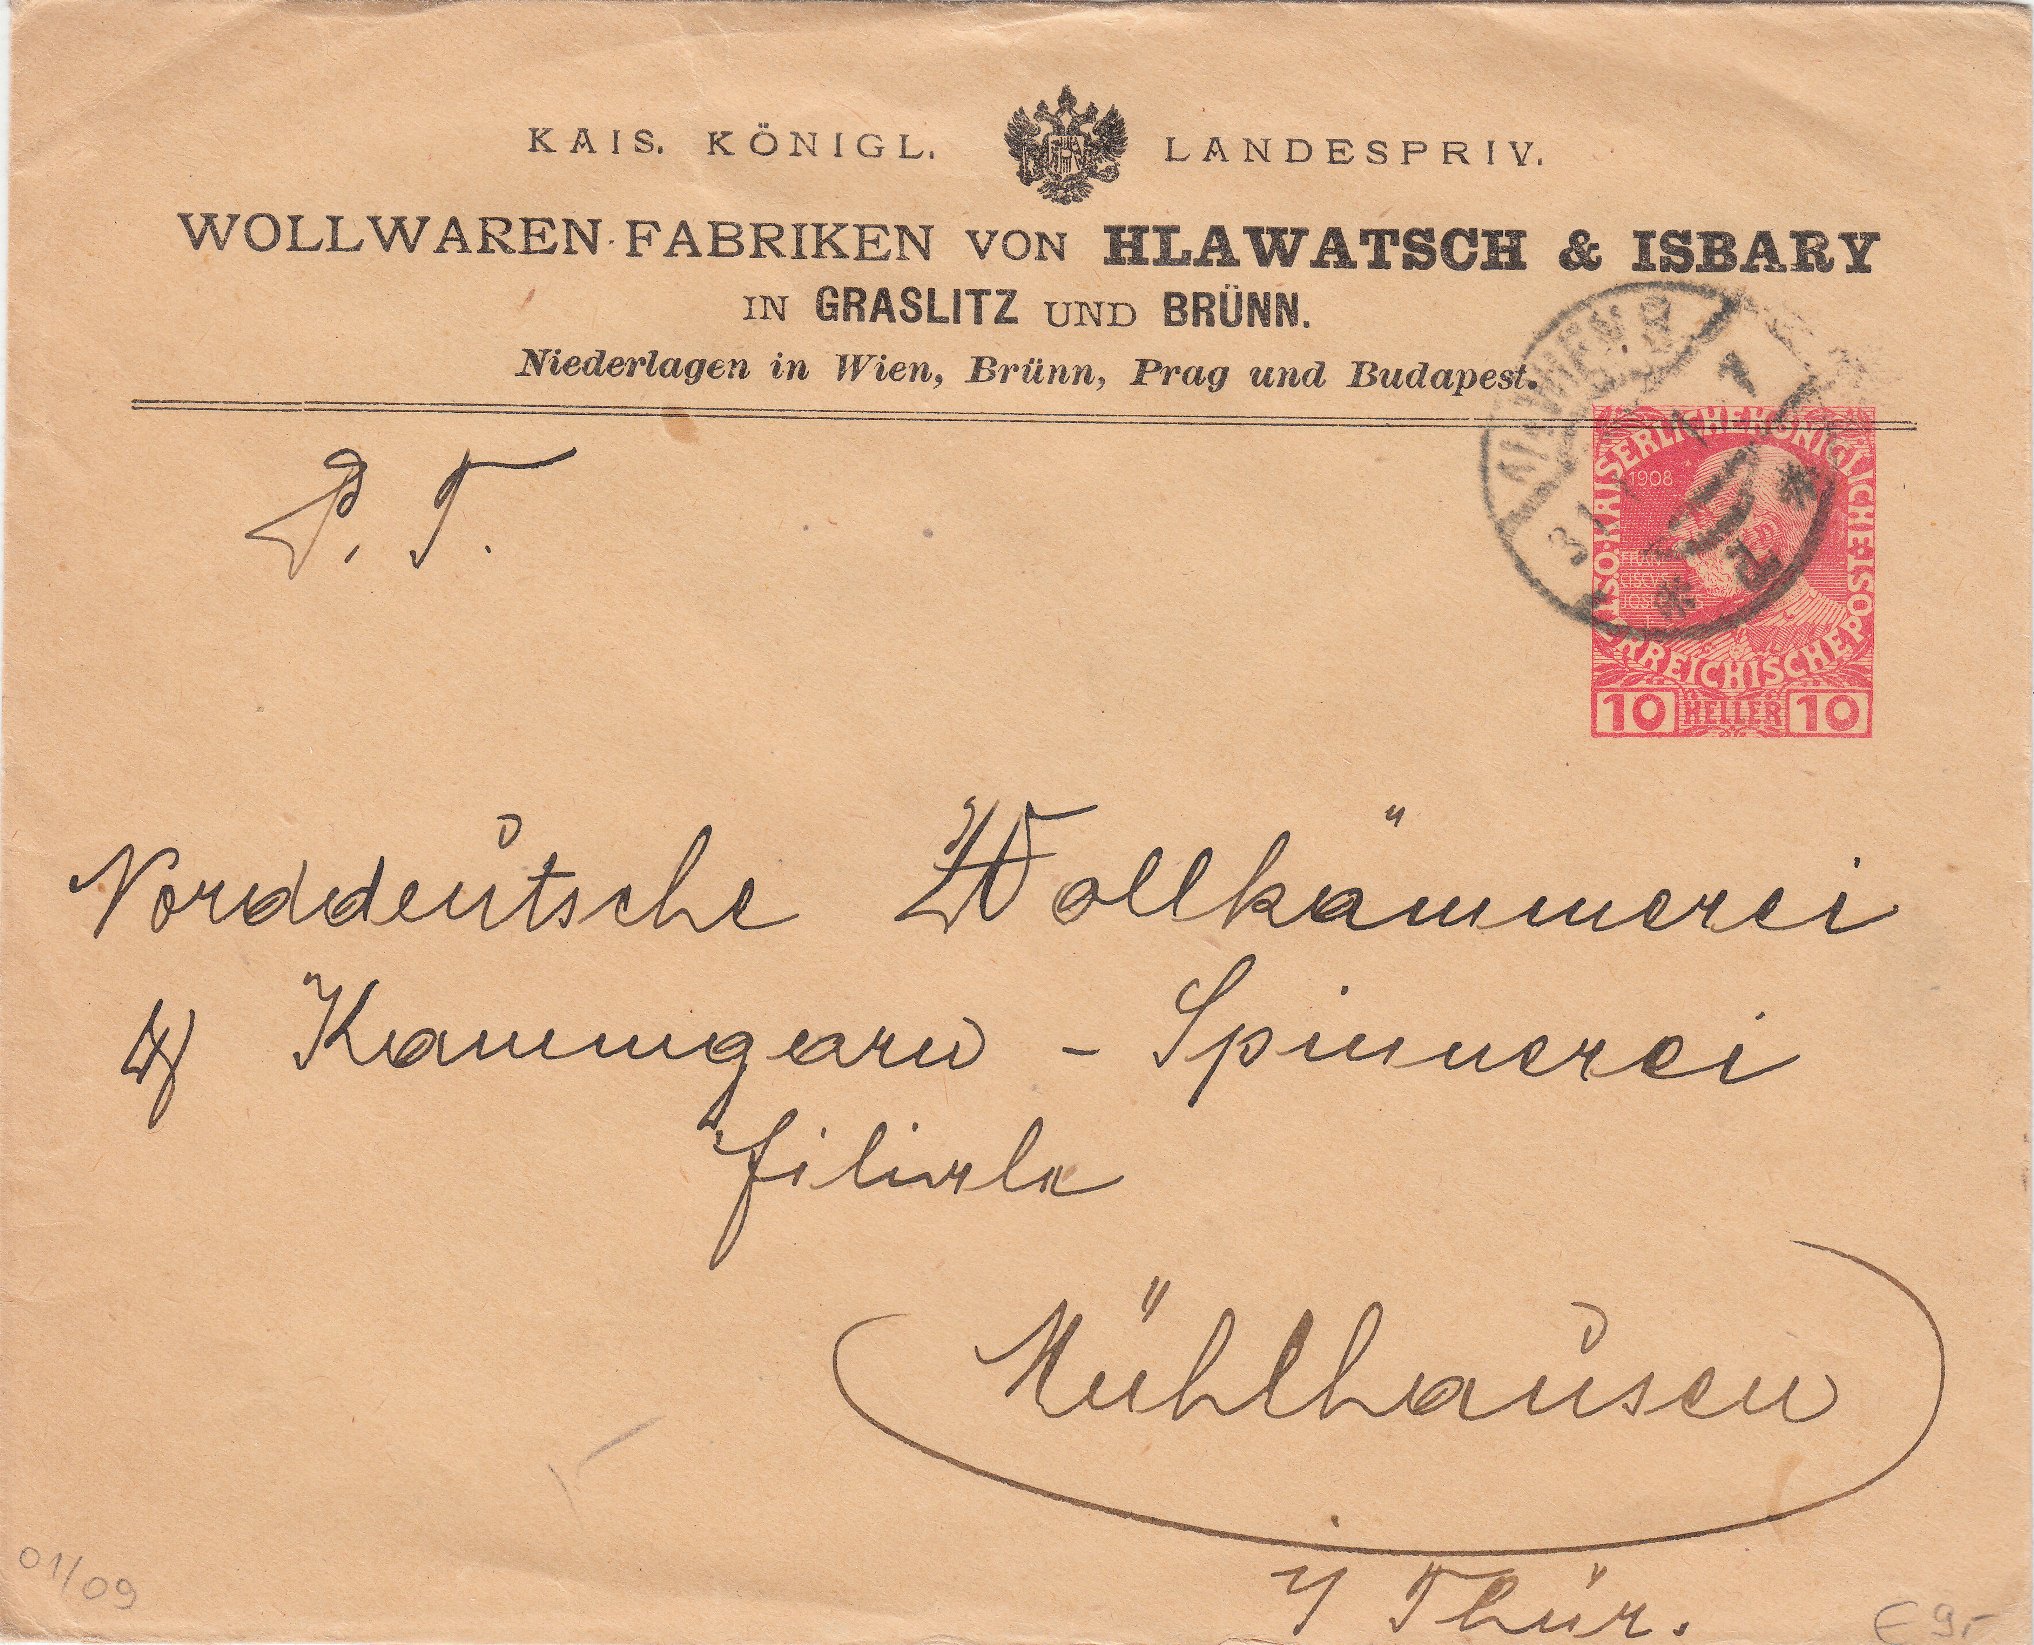 KAIS. KÖNIGL. LANDESPRIV.
WOLLWAREN-FABRIKEN VON HLAWATSCH & ISBARY
IN GRASLITZ UND BRÜNN.
Niederlagen in Wien, Brünn, Prag und Budapest.
P. T.
1908
KAISERLICHE KÖNIGLICHE ÖSTERREICHISCHE POST
10 HELLER 10
Norddeutsche Wollkämmerei
& Kammgarn - Spinnerei
Filiale
Mühlhausen
i/ Thür.
01/09